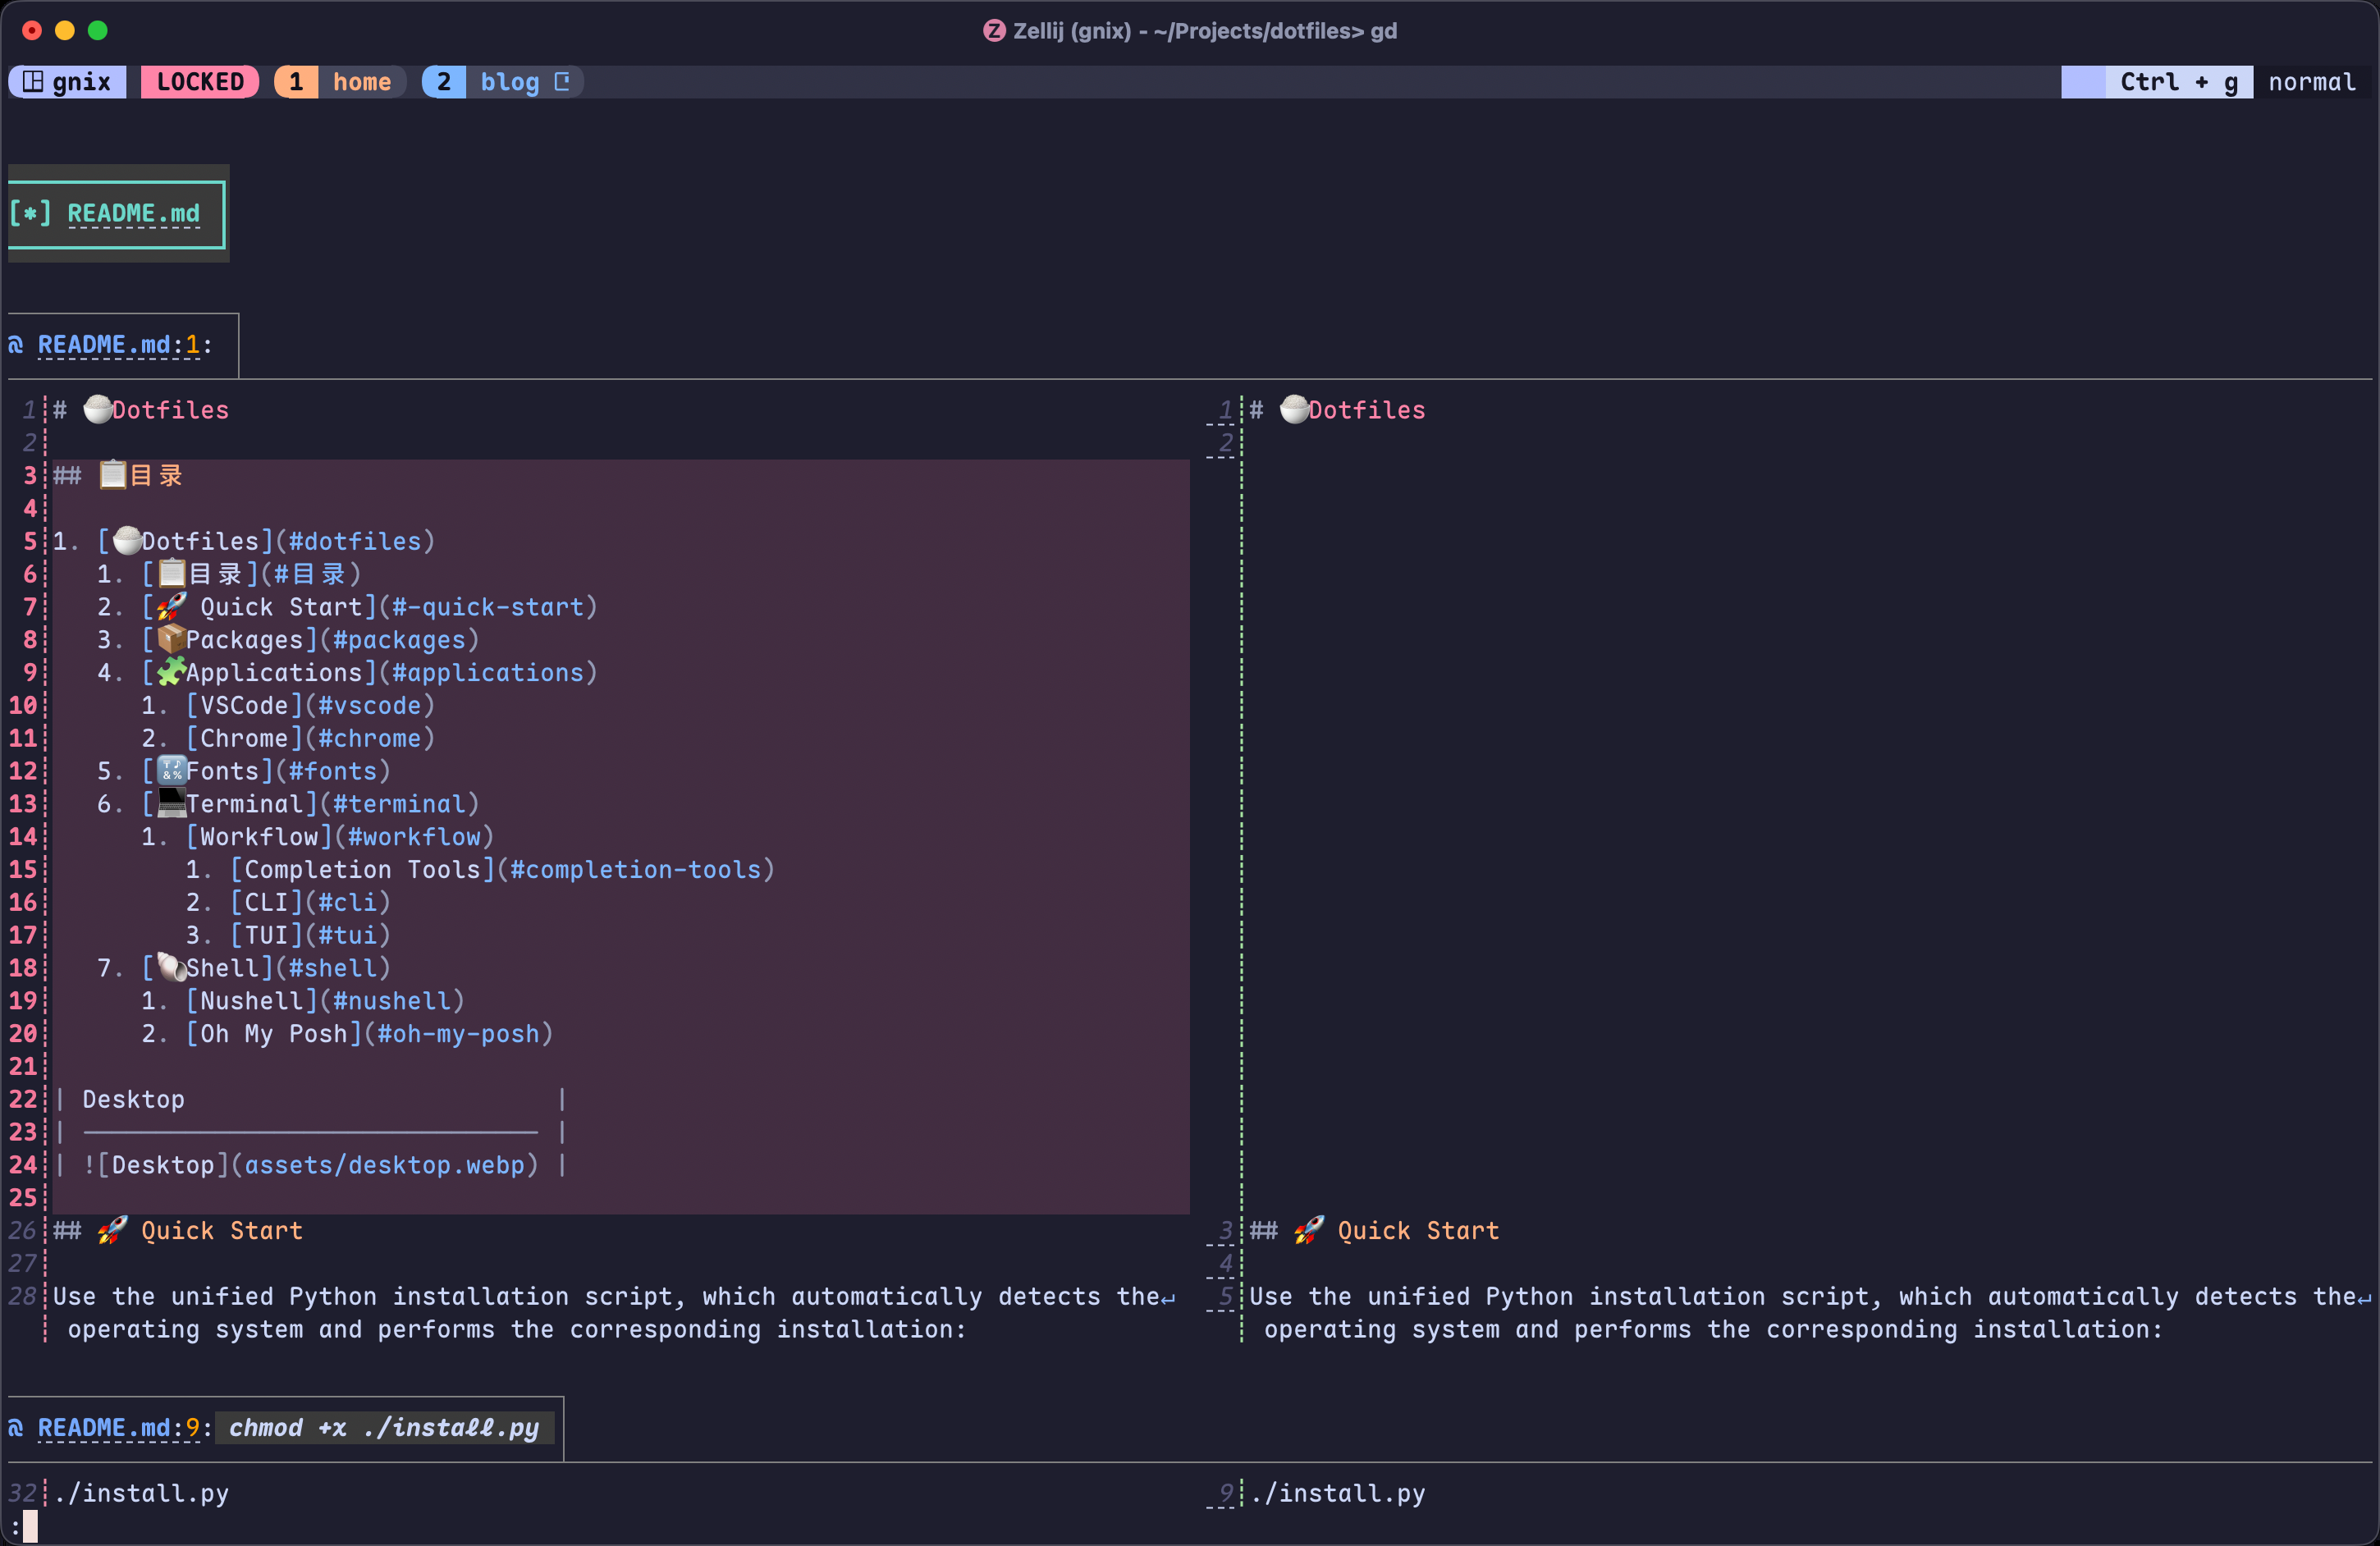 Zellij (gnix) - ~/Projects/dotfiles> gd
gnix LOCKED 1 home 2 blog Ctrl + g normal
[*] README.md
@ README.md:1:
1 # 🍚Dotfiles 1 # 🍚Dotfiles
2 2
3 ## 📋目录
4
5 1. [🍚Dotfiles](#dotfiles)
6 1. [📋目录](#目录)
7 2. [🚀 Quick Start](#-quick-start)
8 3. [📦Packages](#packages)
9 4. [🧩Applications](#applications)
10 1. [VSCode](#vscode)
11 2. [Chrome](#chrome)
12 5. [🔣Fonts](#fonts)
13 6. [💻Terminal](#terminal)
14 1. [Workflow](#workflow)
15 1. [Completion Tools](#completion-tools)
16 2. [CLI](#cli)
17 3. [TUI](#tui)
18 7. [🐚Shell](#shell)
19 1. [Nushell](#nushell)
20 2. [Oh My Posh](#oh-my-posh)
21
22 | Desktop |
23 | ------------------------------- |
24 | ![Desktop](assets/desktop.webp) |
25
26 ## 🚀 Quick Start 3 ## 🚀 Quick Start
27 4
28 Use the unified Python installation script, which automatically detects the↵ 5 Use the unified Python installation script, which automatically detects the↵
operating system and performs the corresponding installation: operating system and performs the corresponding installation:
@ README.md:9: chmod +x ./install.py
32 ./install.py 9 ./install.py
: